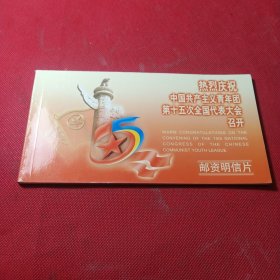 热烈庆祝
中国共产主义青年团
第十五次全国代表大会
召开
WARM CONGRATULATIONS ON THE
CONVENING OF THE 15th NATIONAL
CONGRESS OF THE CHINESE
COMMUNIST YOUTH LEAGUE
邮资明信片